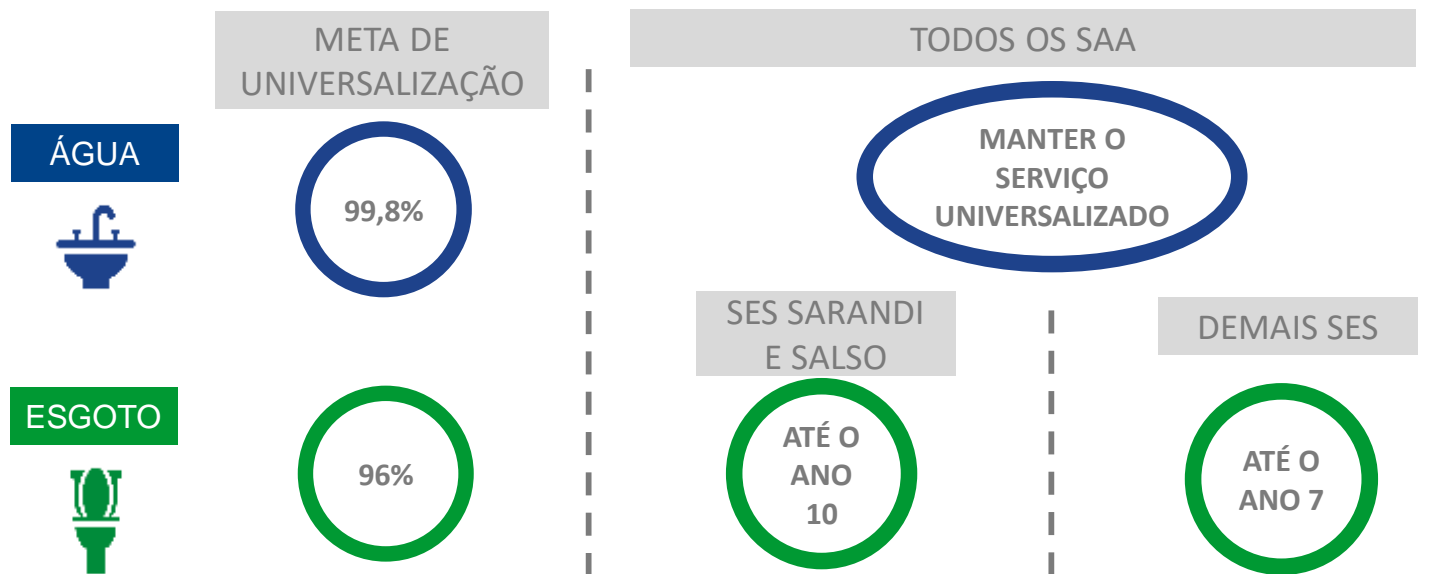 META DE
UNIVERSALIZAÇÃO
TODOS OS SAA
ÁGUA
99,8%
MANTER O
SERVIÇO
UNIVERSALIZADO
SES SARANDI
E SALSO
DEMAIS SES
ESGOTO
96%
ATÉ O
ANO
10
ATÉ O
ANO 7